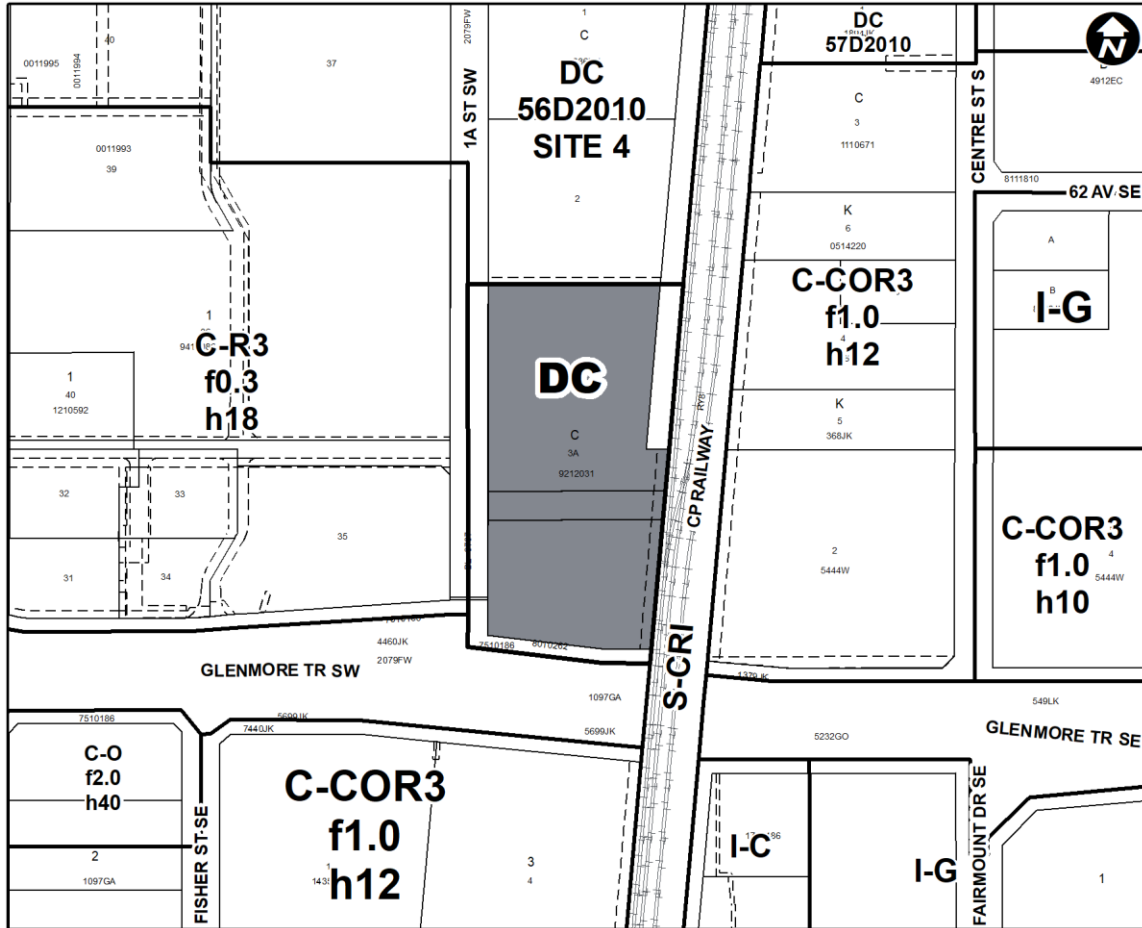 40
0011995
0011994
37
2079FW
1A ST SW
1
C
DC
56D2010
SITE 4
2
DC
57D2010
CENTRE ST S
N
4912EC
C
3
1110671
8111810
62 AV SE
0011993
39
K
6
0514220
A
B
I-G
C-COR3
f1.0
h12
1
C-R3
f0.3
h18
1
40
1210592
DC
C
3A
9212031
K
5
368JK
RY8
CP RAILWAY
32
33
35
31
34
2
5444W
C-COR3
f1.0
h10
4
5444W
4460JK
2079FW
7510186
8070262
GLENMORE TR SW
S-CRI
1379JK
1097GA
549LK
7510186
5699JK
7440JK
5699JK
5232GO
GLENMORE TR SE
C-O
f2.0
h40
2
1097GA
FISHER ST SE
C-COR3
f1.0
h12
3
4
I-C
I-G
FAIRMOUNT DR SE
1